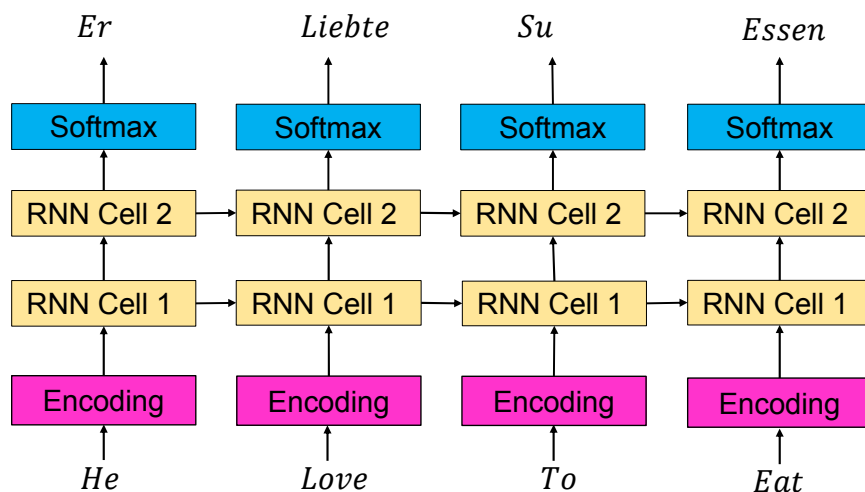 Er Liebte Su Essen
Softmax Softmax Softmax Softmax
RNN Cell 2 RNN Cell 2 RNN Cell 2 RNN Cell 2
RNN Cell 1 RNN Cell 1 RNN Cell 1 RNN Cell 1
Encoding Encoding Encoding Encoding
He Love To Eat